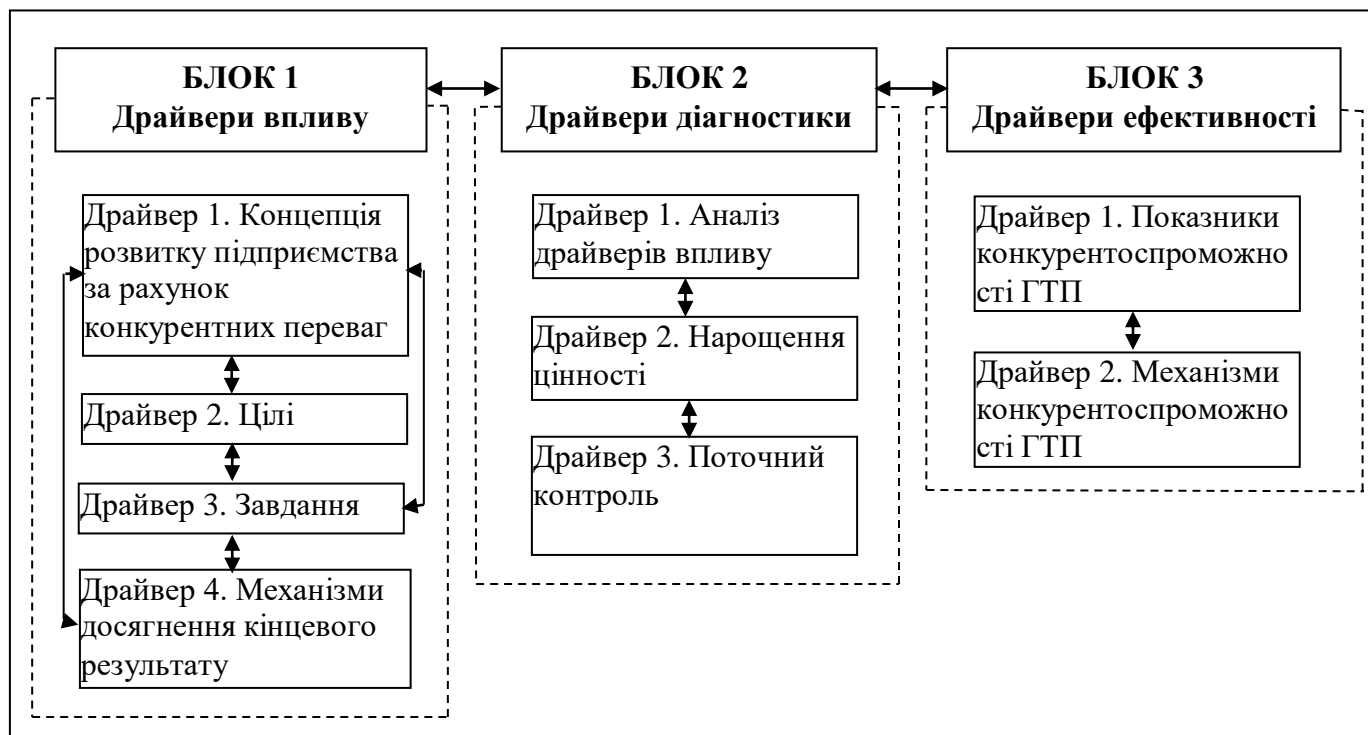 БЛОК 1
Драйвери впливу
БЛОК 2
Драйвери діагностики
БЛОК 3
Драйвери ефективності
Драйвер 1. Концепція
розвитку підприємства
за рахунок
конкурентних переваг
Драйвер 2. Цілі
Драйвер 3. Завдання
Драйвер 4. Механізми
досягнення кінцевого
результату
Драйвер 1. Аналіз
драйверів впливу
Драйвер 2. Нарощення
цінності
Драйвер 3. Поточний
контроль
Драйвер 1. Показники
конкурентоспроможно
сті ГТП
Драйвер 2. Механізми
конкурентоспроможно
сті ГТП